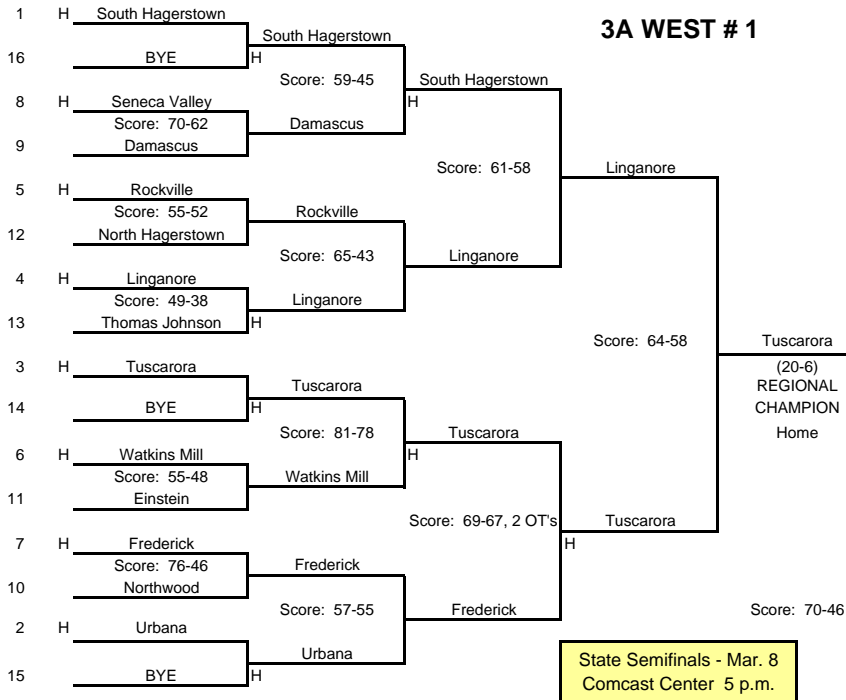 3A WEST # 1
1 H South Hagerstown
South Hagerstown
16 BYE H
Score: 59-45
South Hagerstown
8 H Seneca Valley H
Score: 70-62 Damascus
9 Damascus
Score: 61-58 Linganore
5 H Rockville
Score: 55-52 Rockville
12 North Hagerstown
Score: 65-43 Linganore
4 H Linganore
Score: 49-38 Linganore
13 Thomas Johnson H
Score: 64-58 Tuscarora
3 H Tuscarora (20-6)
REGIONAL
Tuscarora
14 BYE H CHAMPION
Score: 81-78 Tuscarora Home
6 H Watkins Mill H
Score: 55-48 Watkins Mill
11 Einstein
Score: 69-67, 2 OT's Tuscarora
7 H Frederick H
Score: 76-46 Frederick
10 Northwood
Score: 57-55 Frederick Score: 70-46
2 H Urbana
Urbana
15 BYE H
State Semifinals - Mar. 8
Comcast Center 5 p.m.